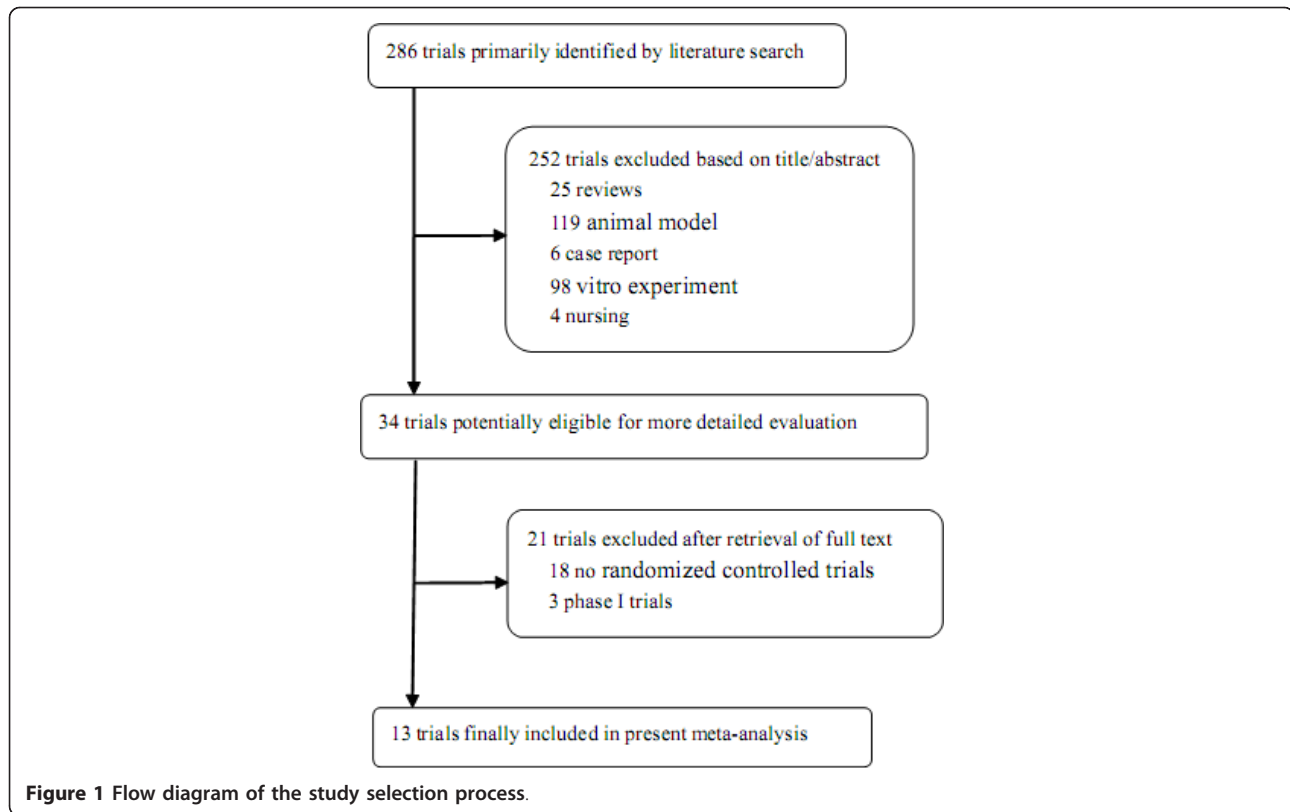 286 trials primarily identified by literature search
252 trials excluded based on title/abstract
25 reviews
119 animal model
6 case report
98 vitro experiment
4 nursing
34 trials potentially eligible for more detailed evaluation
21 trials excluded after retrieval of full text
18 no randomized controlled trials
3 phase I trials
13 trials finally included in present meta-analysis
Figure 1 Flow diagram of the study selection process.